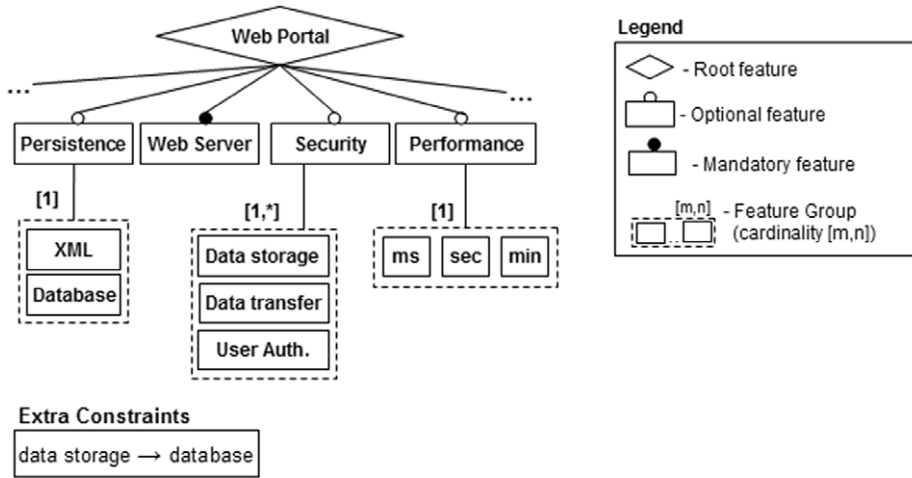 Web Portal
...
...
Persistence
Web Server
Security
Performance
[1]
[1,*]
[1]
XML
Database
Data storage
Data transfer
User Auth.
ms
sec
min
Extra Constraints
data storage → database
Legend
- Root feature
- Optional feature
- Mandatory feature
[m,n]
..
- Feature Group
(cardinality [m,n])